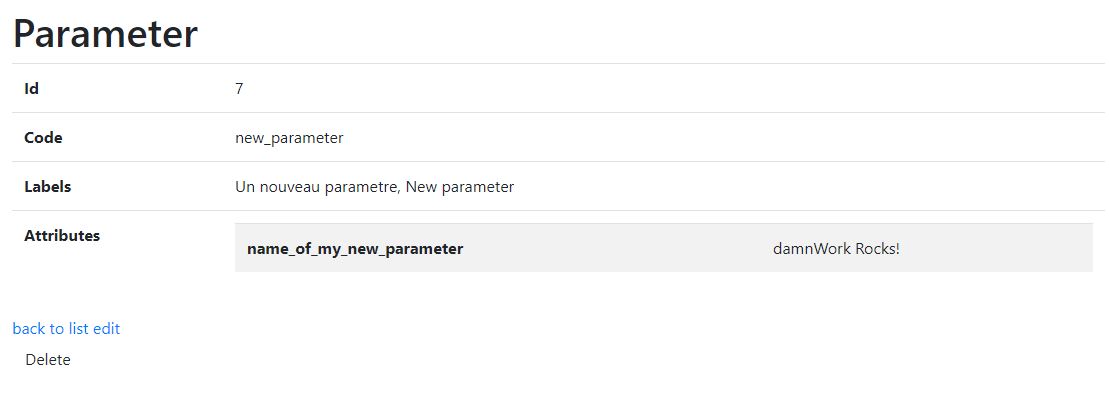 Parameter
Id 7
Code new_parameter
Labels Un nouveau parametre, New parameter
Attributes name_of_my_new_parameter damnWork Rocks!
back to list edit
Delete